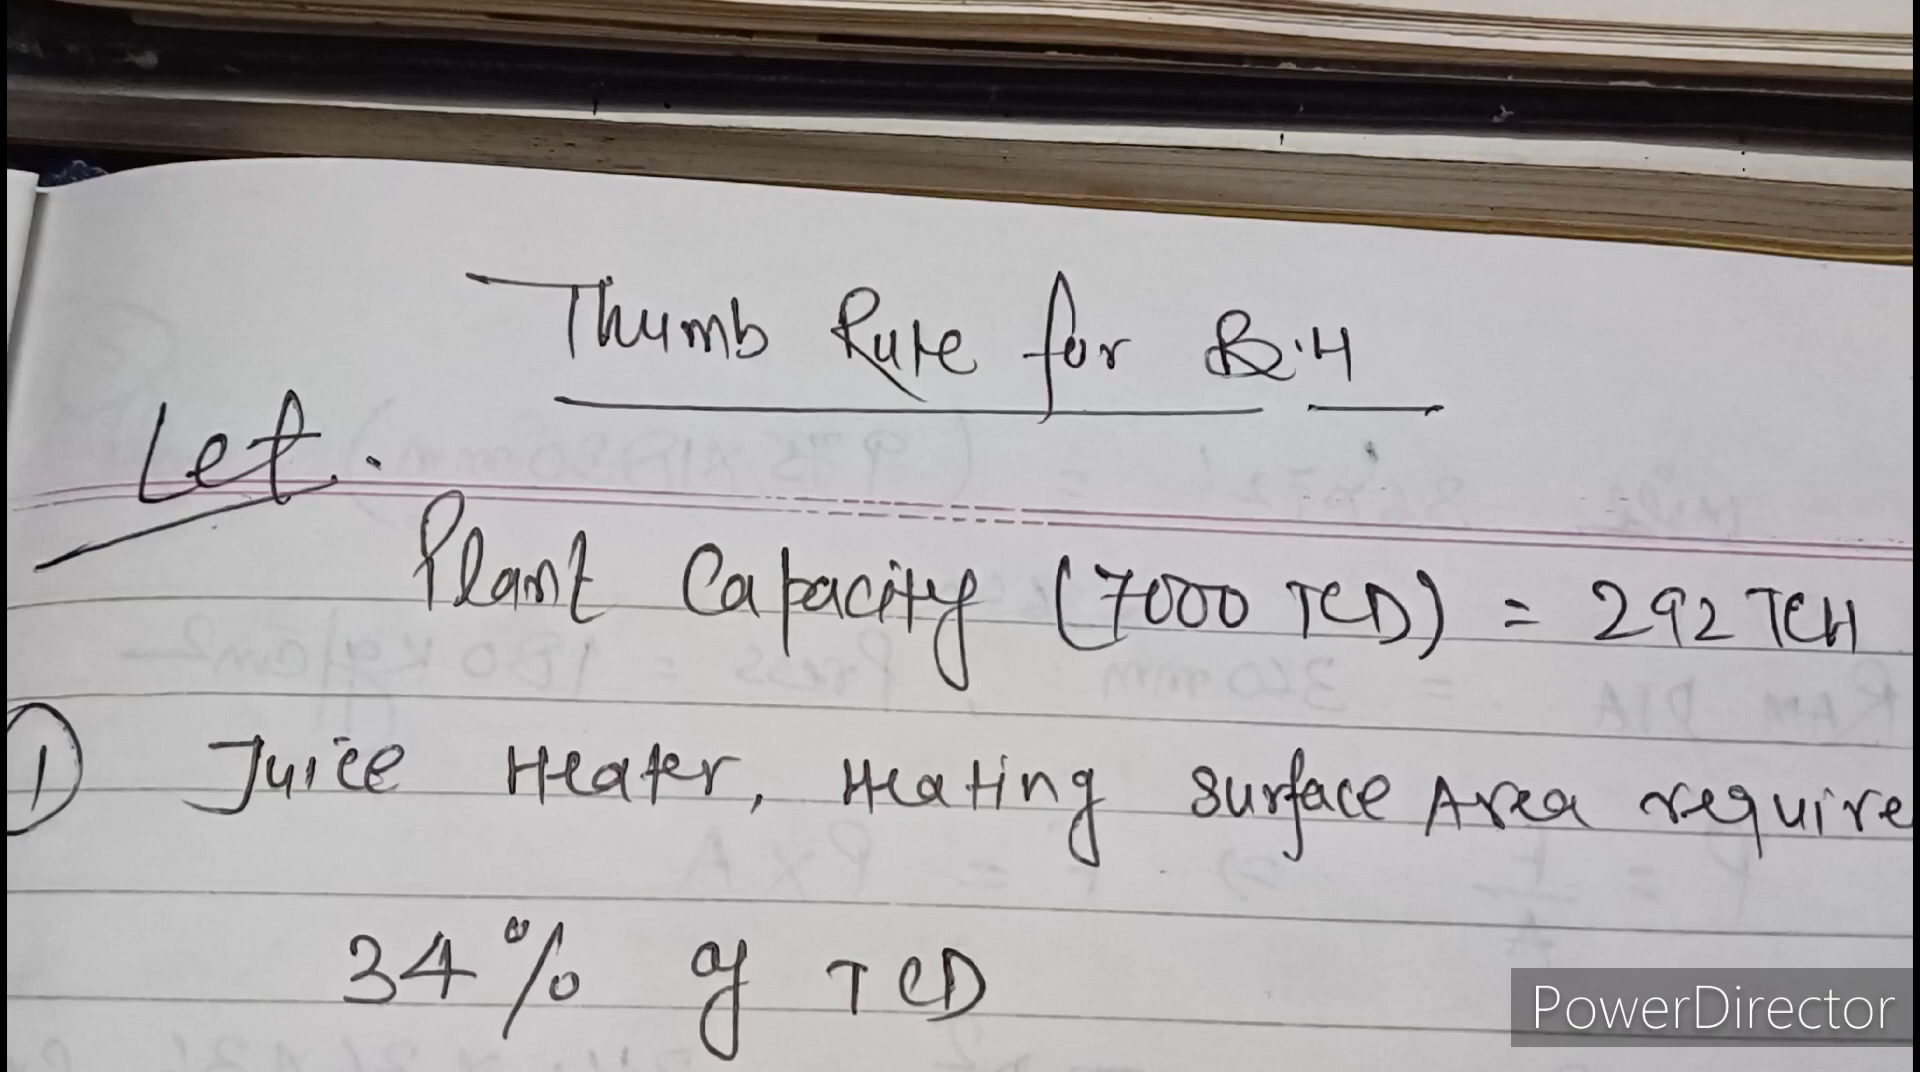 Thumb Rule for B.H
Let.
Plant Capacity (7000 TCD) = 292 TCH
1 Juice Heater, Heating surface Area require
34% of TCD
PowerDirector